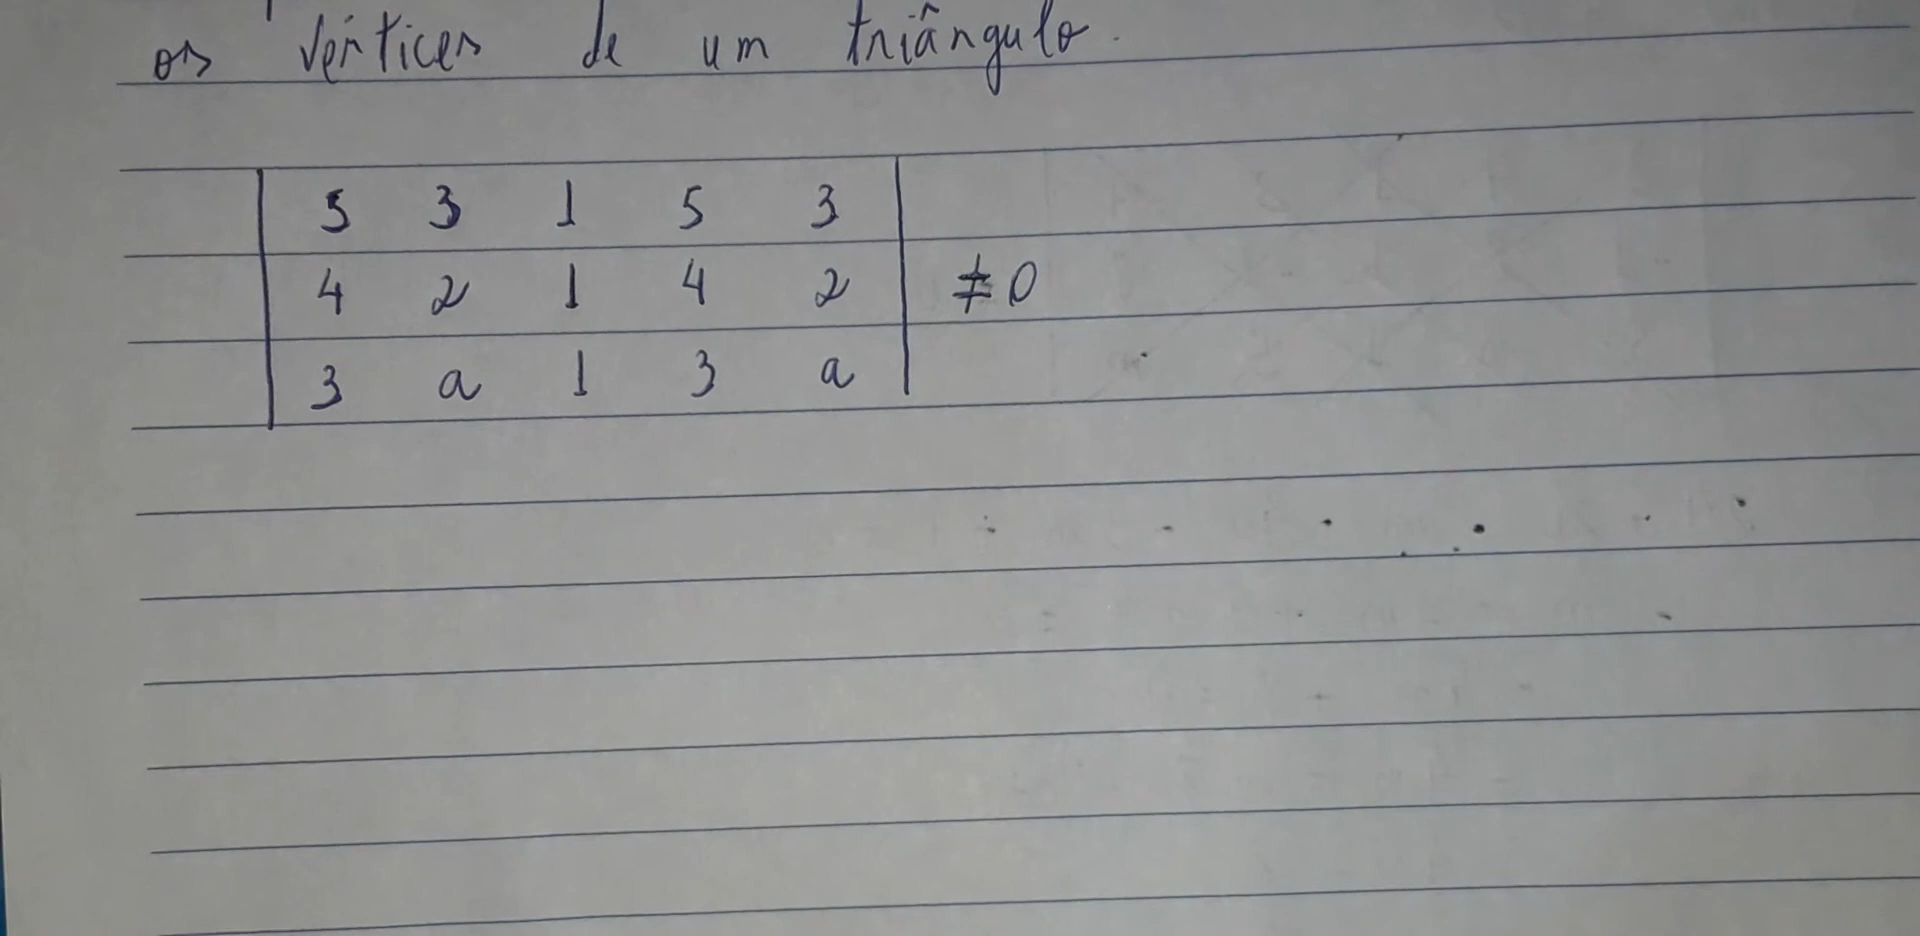 os vértices de um triângulo.
5 3 1 5 3
4 2 1 4 2 ≠ 0
3 a 1 3 a